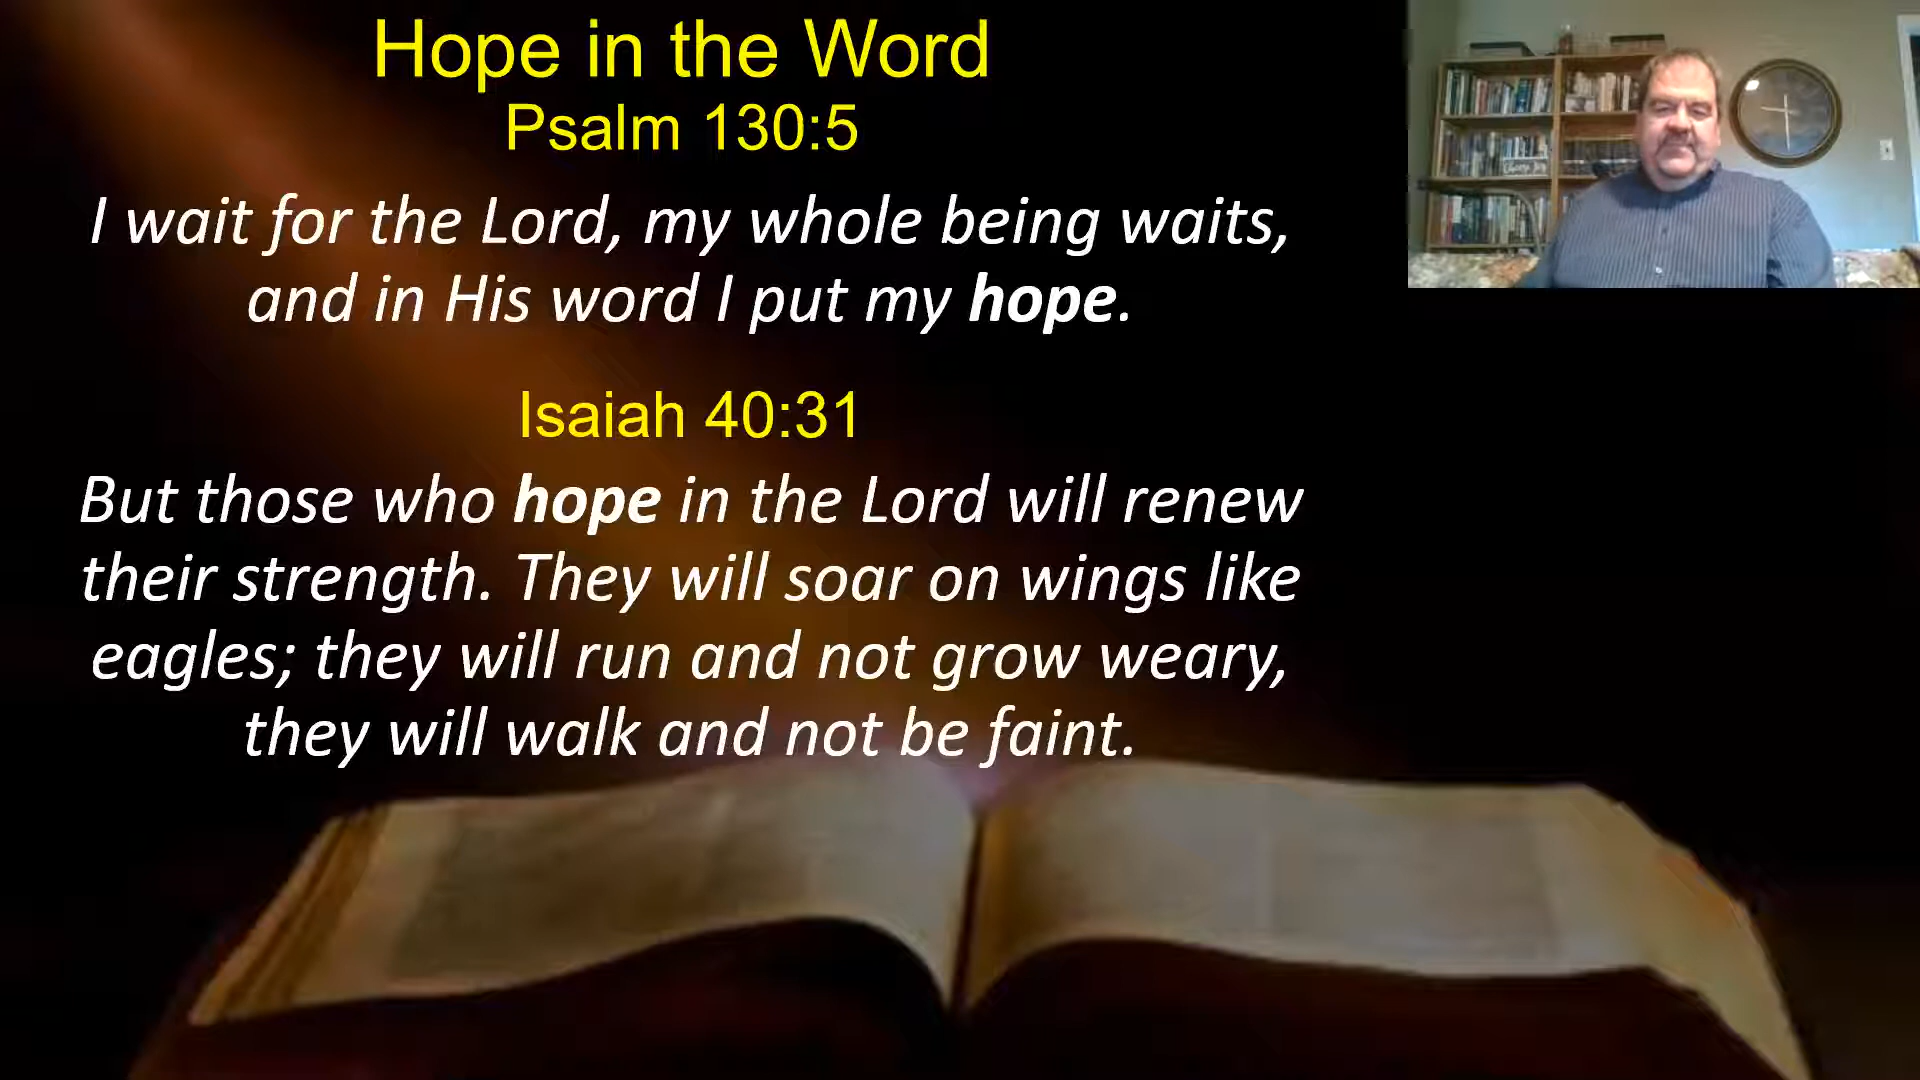 Hope in the Word
Psalm 130:5
I wait for the Lord, my whole being waits,
and in His word I put my hope.
Isaiah 40:31
But those who hope in the Lord will renew
their strength. They will soar on wings like
eagles; they will run and not grow weary,
they will walk and not be faint.